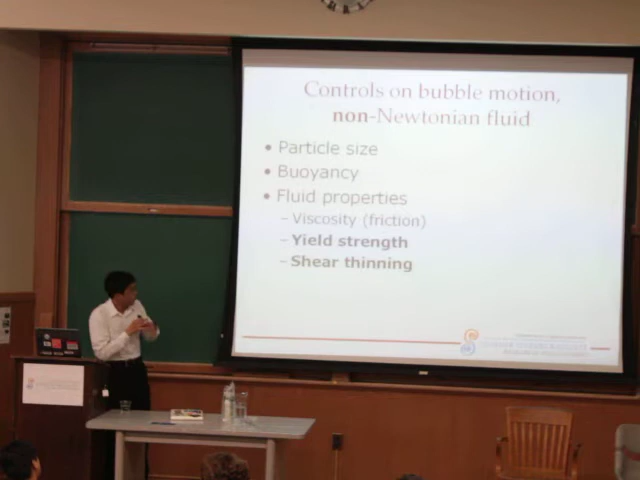 Controls on bubble motion,
non-Newtonian fluid
• Particle size
• Buoyancy
• Fluid properties
– Viscosity (friction)
– Yield strength
– Shear thinning